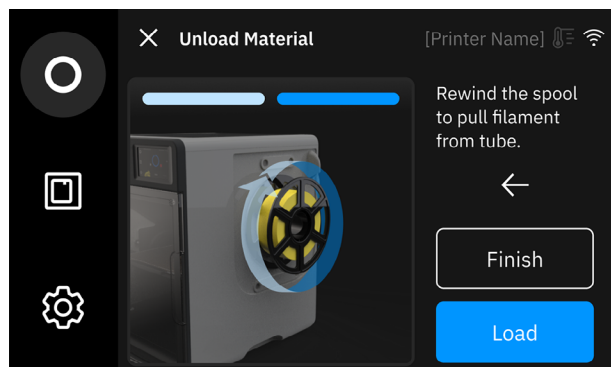 Unload Material
[Printer Name]
Rewind the spool
to pull filament
from tube.
Finish
Load